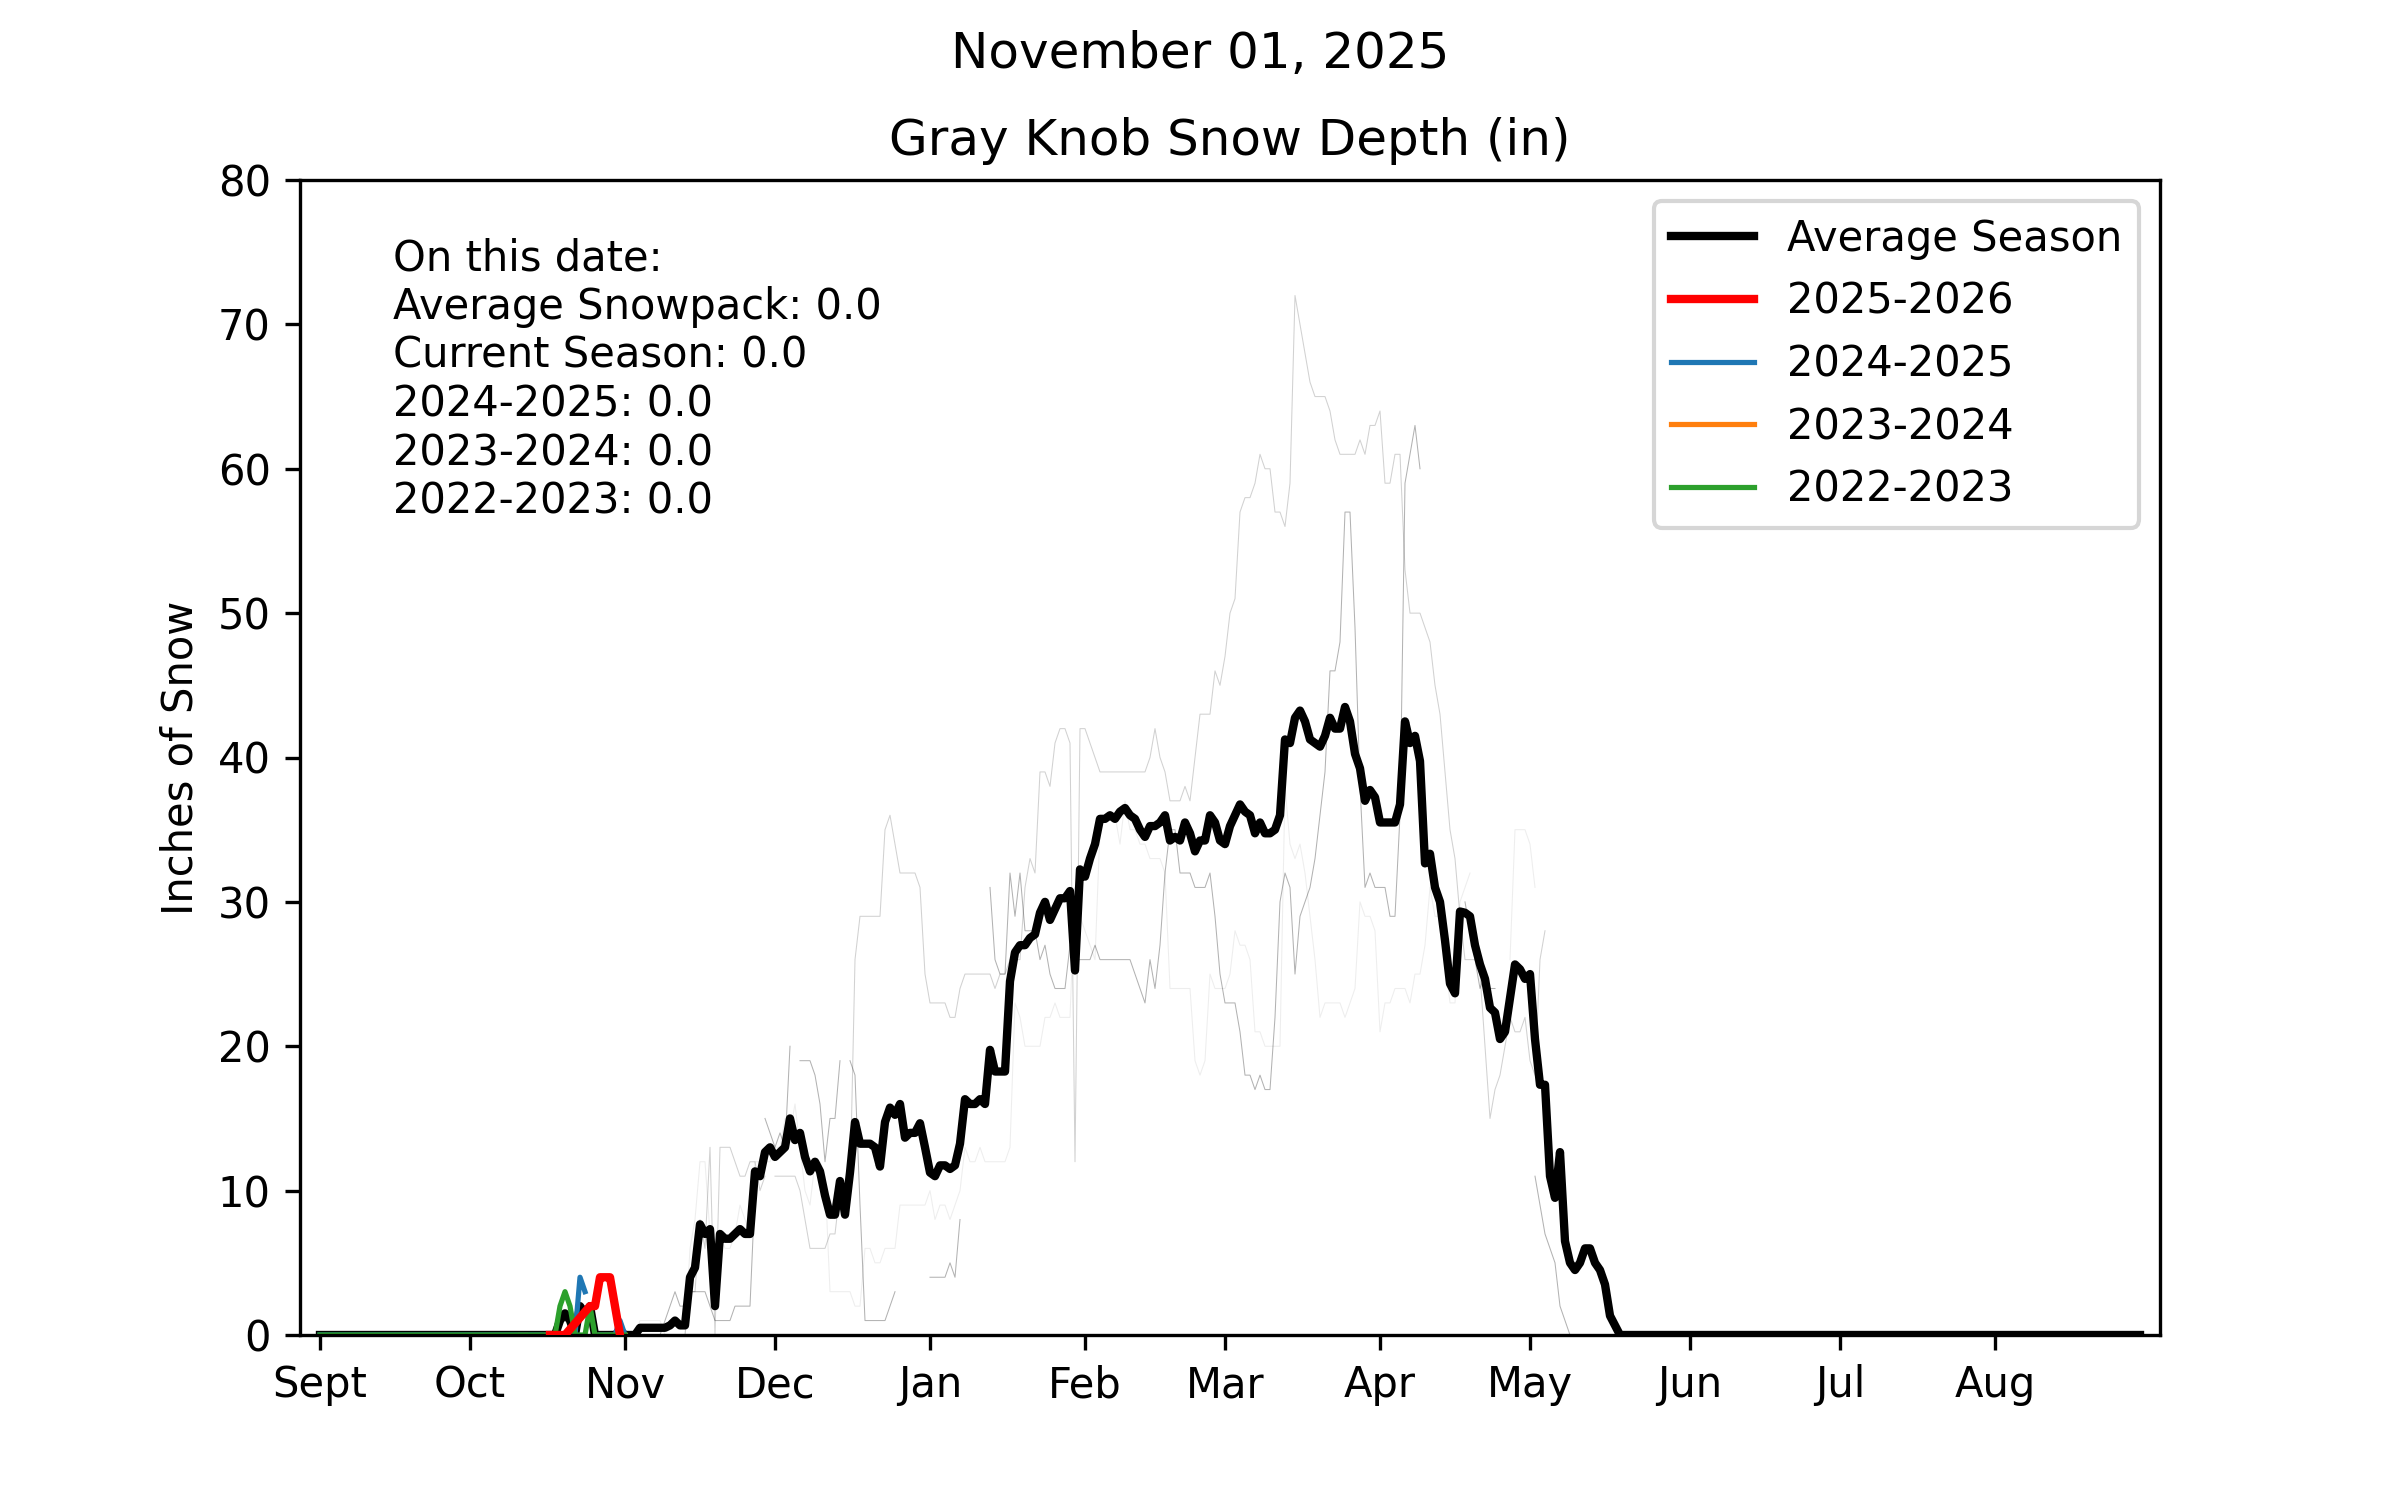 November 01, 2025
Gray Knob Snow Depth (in)
80
70
60
50
40
30
20
10
0
Inches of Snow
On this date:
Average Snowpack: 0.0
Current Season: 0.0
2024-2025: 0.0
2023-2024: 0.0
2022-2023: 0.0
Average Season
2025-2026
2024-2025
2023-2024
2022-2023
Sept Oct Nov Dec Jan Feb Mar Apr May Jun Jul Aug